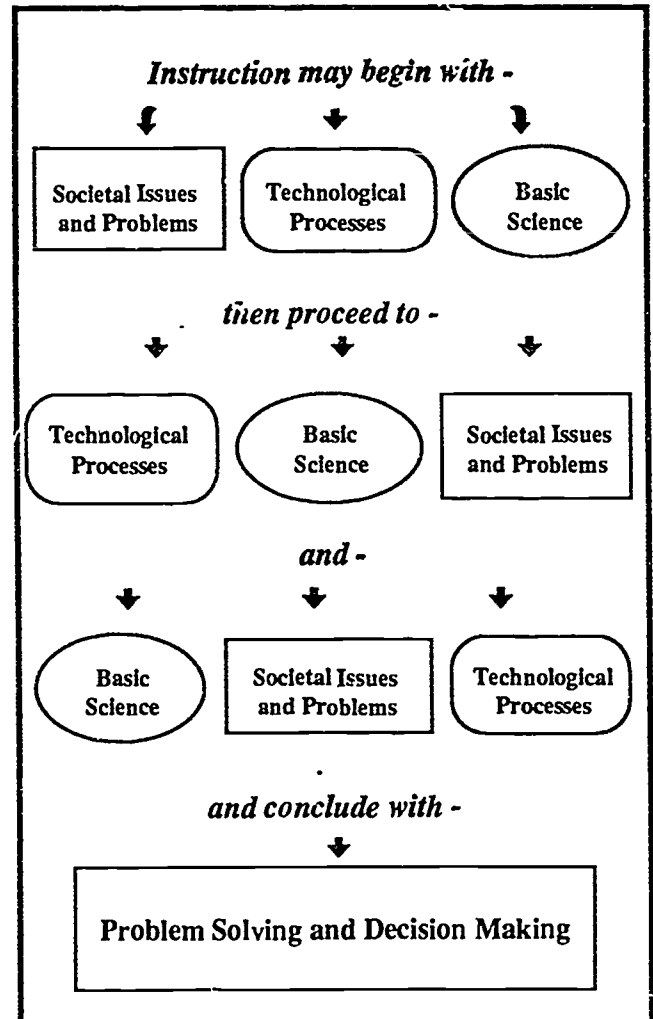 Instruction may begin with -
Societal Issues
and Problems
Technological
Processes
Basic
Science
then proceed to -
Technological
Processes
Basic
Science
Societal Issues
and Problems
and -
Basic
Science
Societal Issues
and Problems
Technological
Processes
and conclude with -
Problem Solving and Decision Making